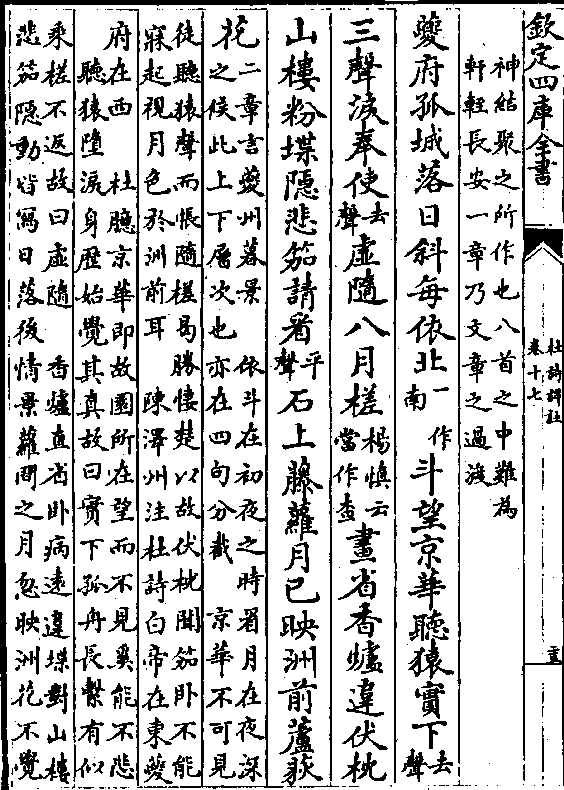 欽定四庫全書
杜詩詳註
卷十七
神結聚之所作也八首之中難為
軒輊長安一章乃文章之過渡
夔府孤城落日斜每依北一作南斗望京華聽猿實下去聲
三聲淚奉使去聲虛隨八月槎楊慎云當作查畫省香爐違伏枕
山樓粉堞隱悲笳請看平聲石上藤蘿月已映洲前蘆荻
花二章言夔州暮景依斗在初夜之時看月在夜深
之候此上下層次也亦在四句分截 京華不可見
徒聽猿聲而悵隨槎曷勝悽楚以故伏枕聞笳卧不能
寐起視月色於洲前耳 陳澤州注杜詩白帝在東夔
府在西 杜臆京華即故園所在望而不見奚能不悲
聽猿墮淚身歷始覺其真故曰實下孤舟長繫有似
乘槎不返故曰虛隨 香爐直省卧病遠違堞對山樓
悲笳隱動皆寫日落後情景蘿間之月忽映洲花不覺